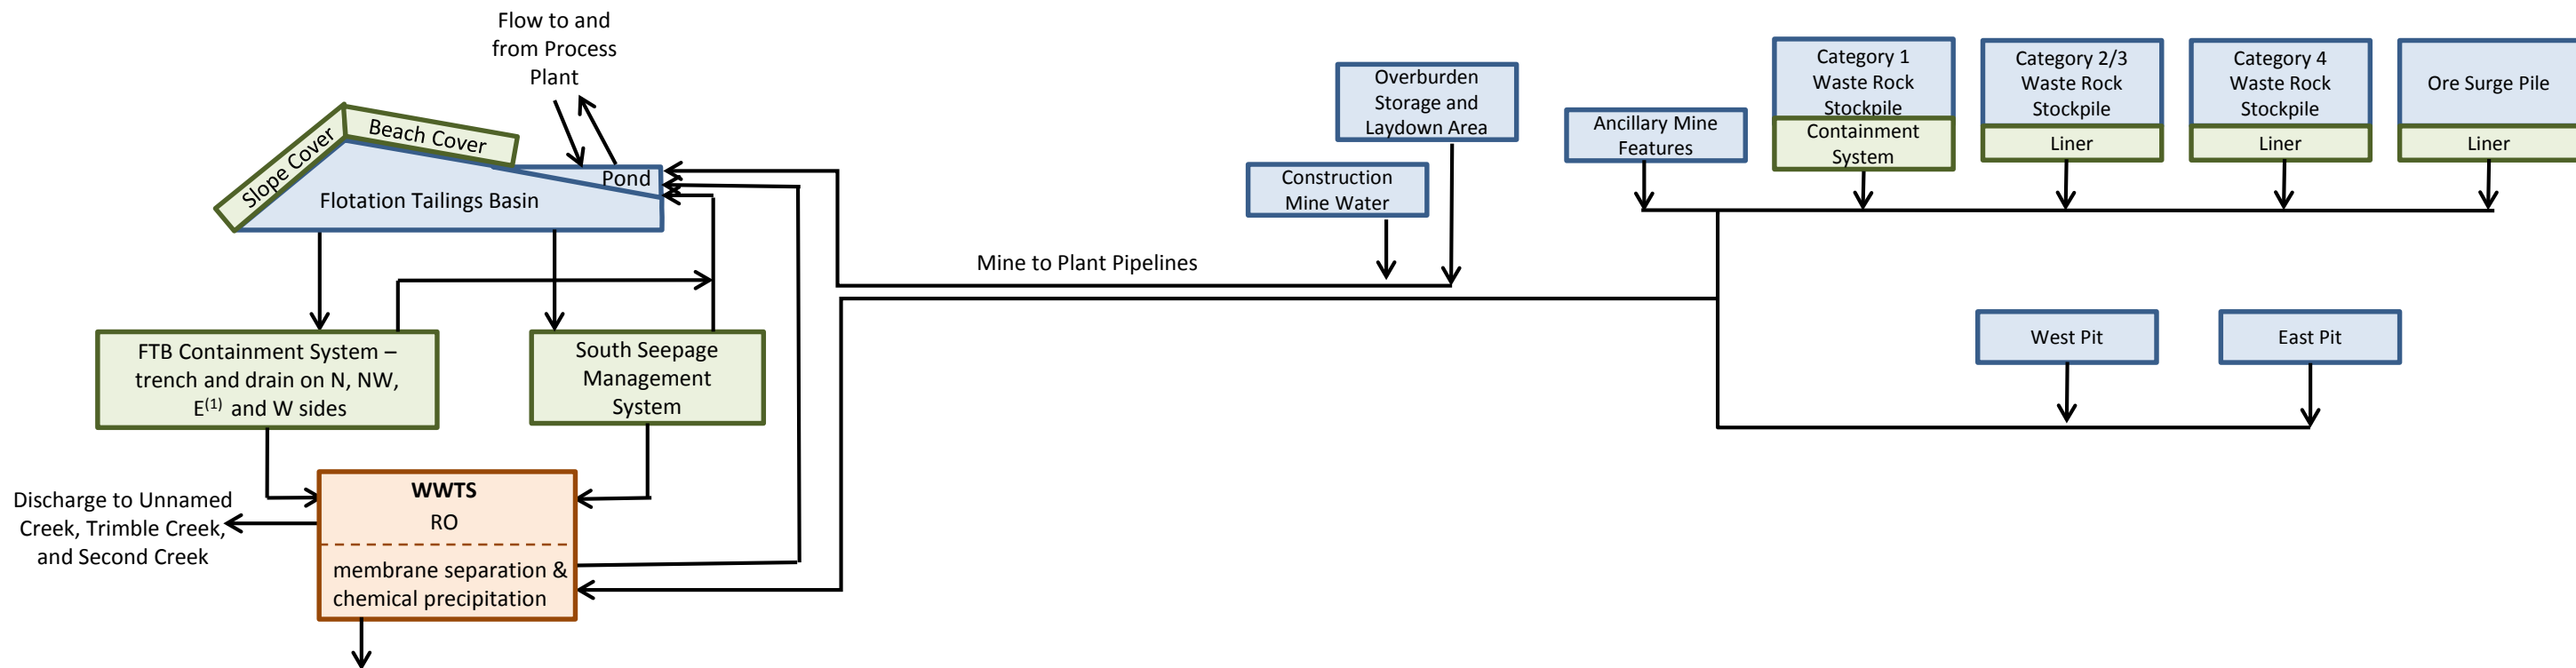 Flow to and
from Process
Plant
Slope Cover
Beach Cover
Pond
Flotation Tailings Basin
Overburden
Storage and
Laydown Area
Construction
Mine Water
Mine to Plant Pipelines
Ancillary Mine
Features
Category 1
Waste Rock
Stockpile
Containment
System
Category 2/3
Waste Rock
Stockpile
Liner
Category 4
Waste Rock
Stockpile
Liner
Ore Surge Pile
Liner
FTB Containment System –
trench and drain on N, NW,
E(1) and W sides
South Seepage
Management
System
West Pit
East Pit
Discharge to Unnamed
Creek, Trimble Creek,
and Second Creek
WWTS
RO
membrane separation &
chemical precipitation